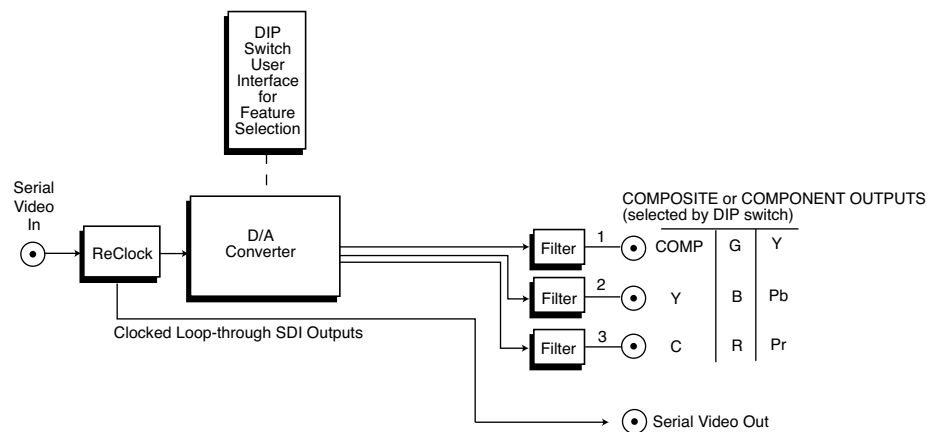 DIP
Switch
User
Interface
for
Feature
Selection
Serial
Video
In
ReClock
D/A
Converter
COMPOSITE or COMPONENT OUTPUTS
(selected by DIP switch)
Filter 1 COMP G Y
Filter 2 Y B Pb
Filter 3 C R Pr
Clocked Loop-through SDI Outputs
Serial Video Out